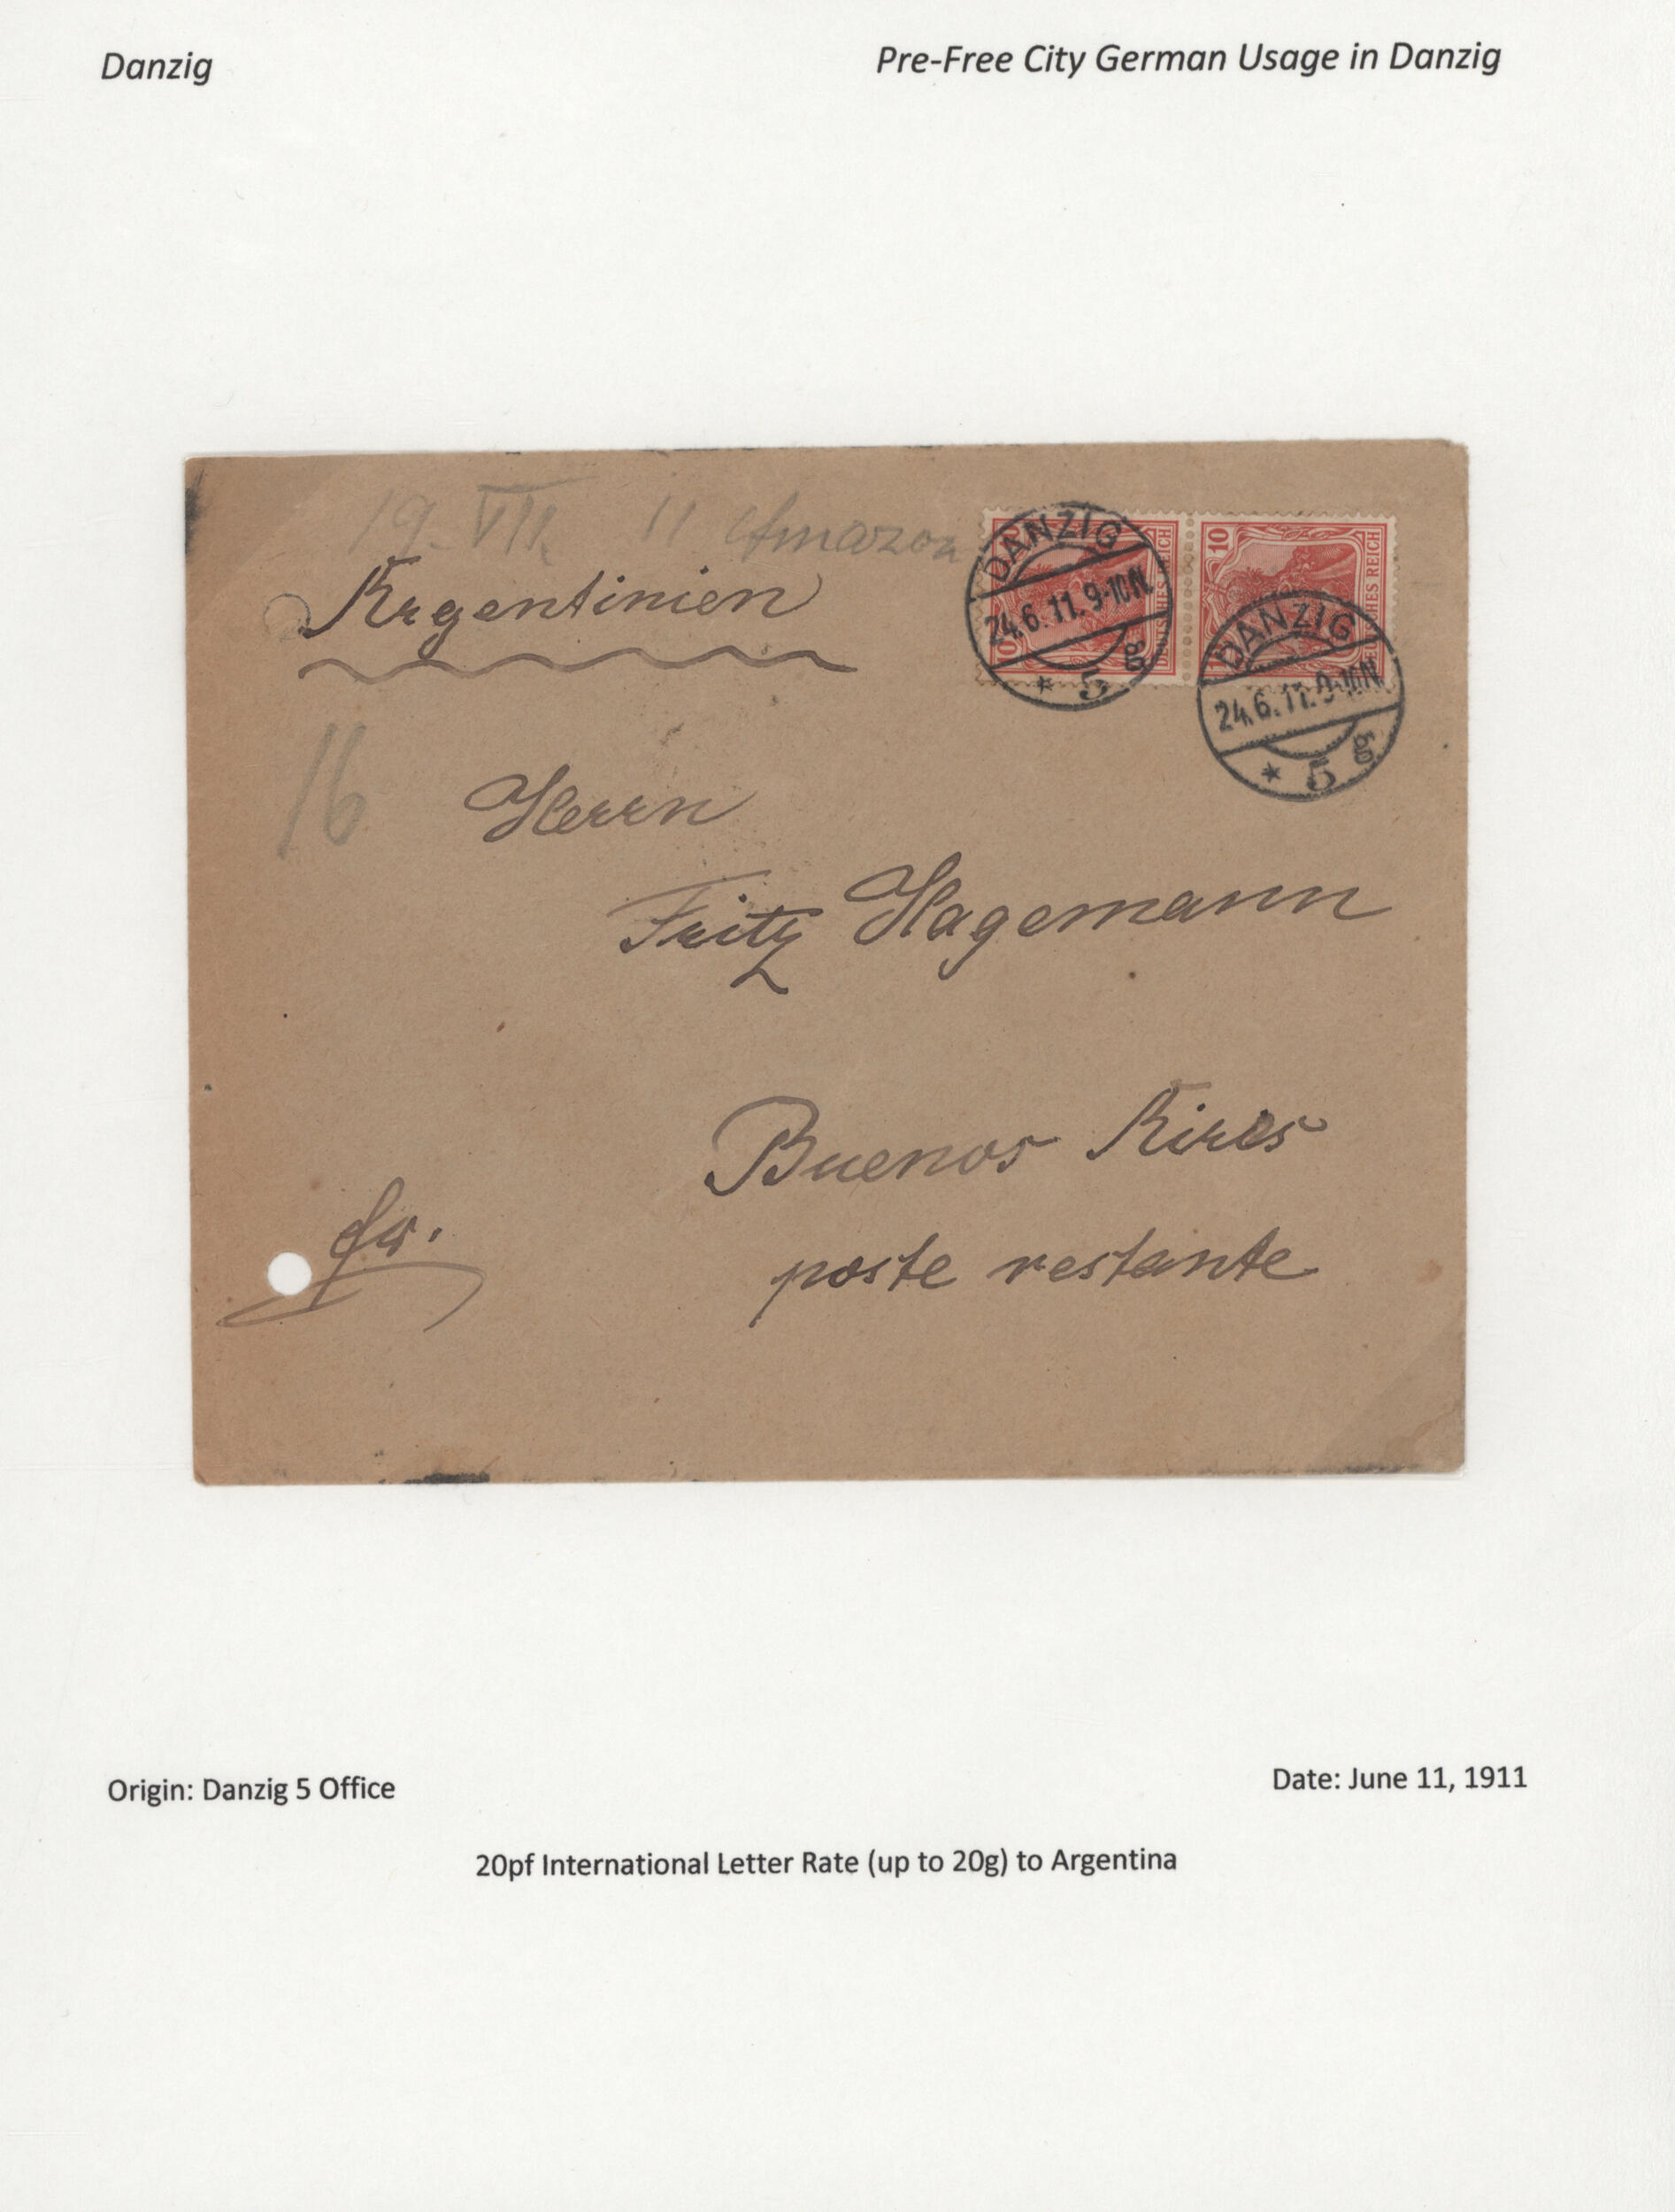 Danzig
Pre-Free City German Usage in Danzig
19. VII. 11 Amazon
Argentinien
DANZIG
24.6.11.9-10N
* 5 g
10
DEUTSCHES REICH
DANZIG
24.6.11.9-10N
* 5 g
16
Herrn
Fritz Hagemann
Buenos Aires
poste restante
fr.
Origin: Danzig 5 Office
Date: June 11, 1911
20pf International Letter Rate (up to 20g) to Argentina